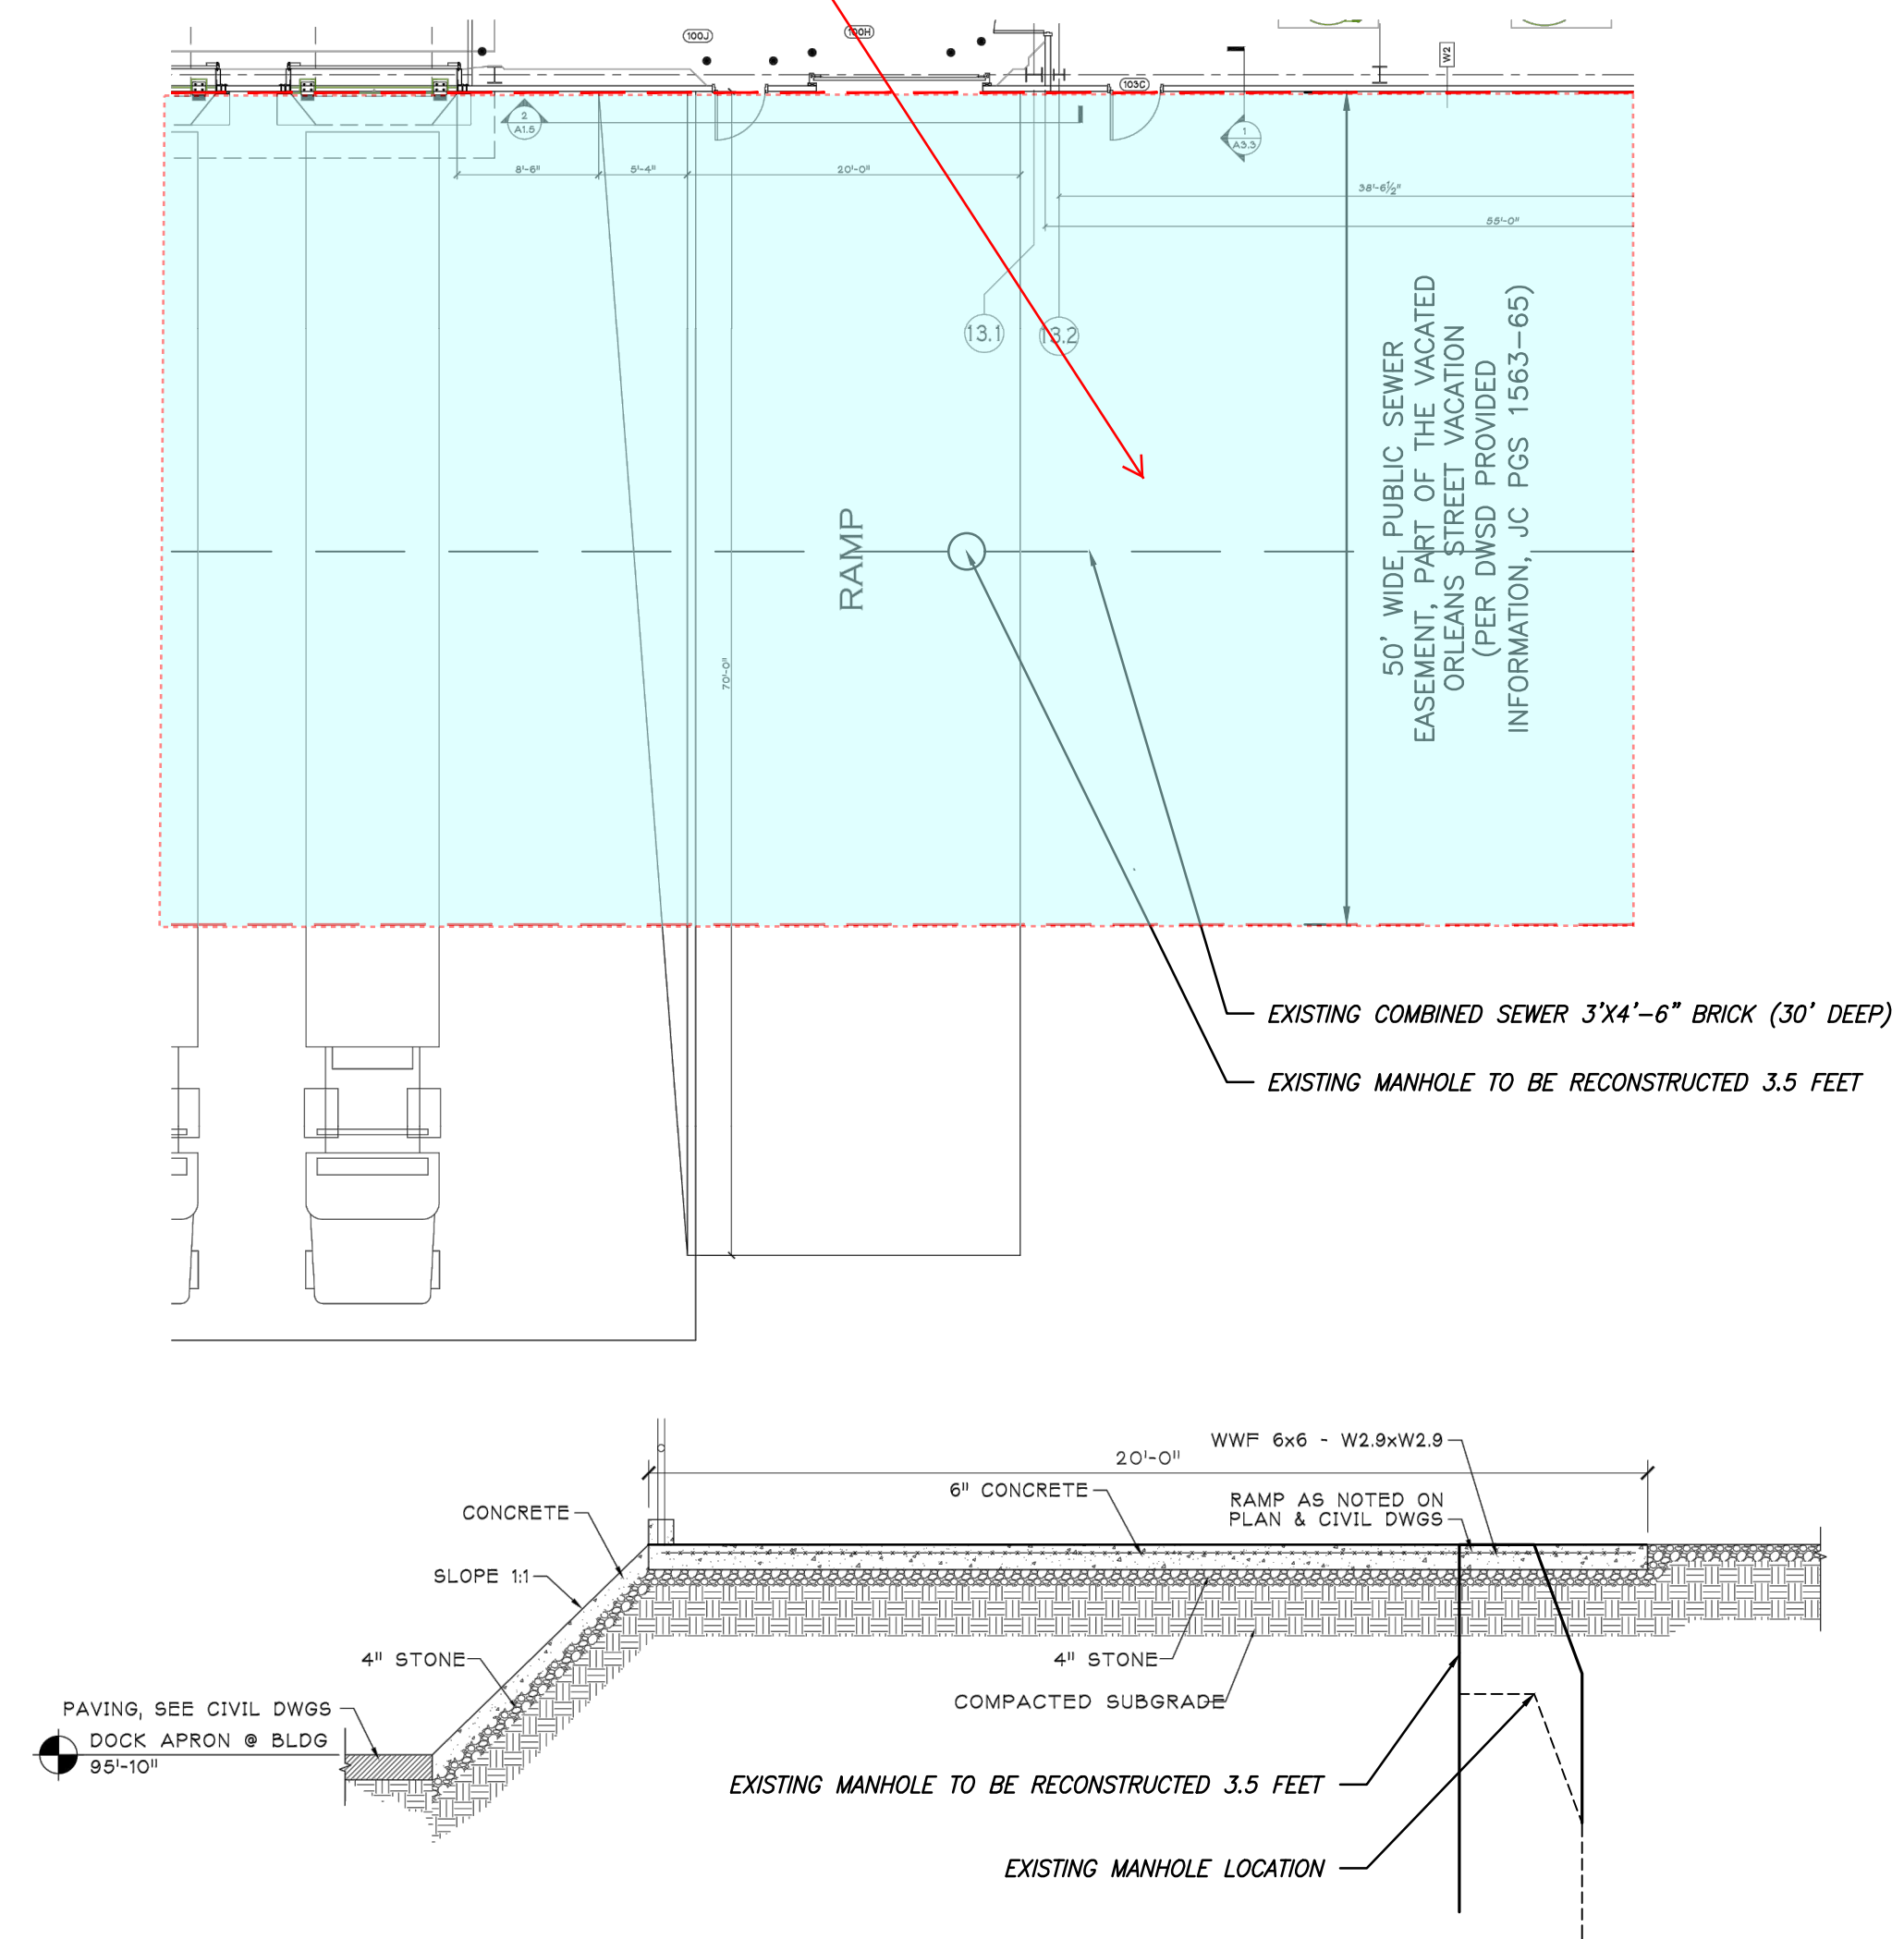 100J
100H
W2
103C
2
A1.5
1
A3.3
8'-6"
5'-4"
20'-0"
38'-6½"
55'-0"
13.1
13.2
50' WIDE PUBLIC SEWER
EASEMENT, PART OF THE VACATED
ORLEANS STREET VACATION
(PER DWSD PROVIDED
INFORMATION, JC PGS 1563-65)
RAMP
70'-0"
EXISTING COMBINED SEWER 3'X4'-6" BRICK (30' DEEP)
EXISTING MANHOLE TO BE RECONSTRUCTED 3.5 FEET
WWF 6x6 - W2.9xW2.9
20'-0"
6" CONCRETE
RAMP AS NOTED ON
PLAN & CIVIL DWGS
CONCRETE
SLOPE 1:1
4" STONE
4" STONE
COMPACTED SUBGRADE
PAVING, SEE CIVIL DWGS
DOCK APRON @ BLDG
95'-10"
EXISTING MANHOLE TO BE RECONSTRUCTED 3.5 FEET
EXISTING MANHOLE LOCATION